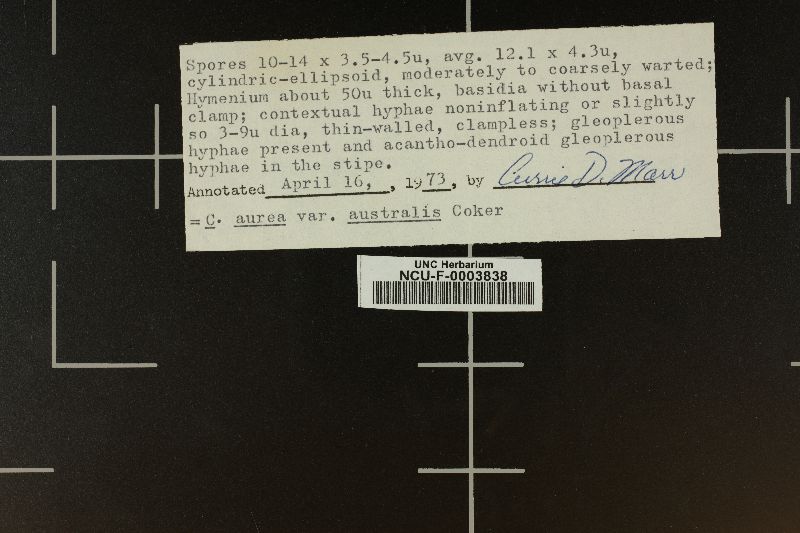 Spores 10-14 x 3.5-4.5u, avg. 12.1 x 4.3u,
cylindric-ellipsoid, moderately to coarsely warted;
Hymenium about 50u thick, basidia without basal
clamp; contextual hyphae noninflating or slightly
so 3-9u dia, thin-walled, clampless; gleoplerous
hyphae present and acantho-dendroid gleoplerous
hyphae in the stipe.
Annotated April 16, , 1973, by Currie D. Marr
= C. aurea var. australis Coker
UNC Herbarium
NCU-F-0003838